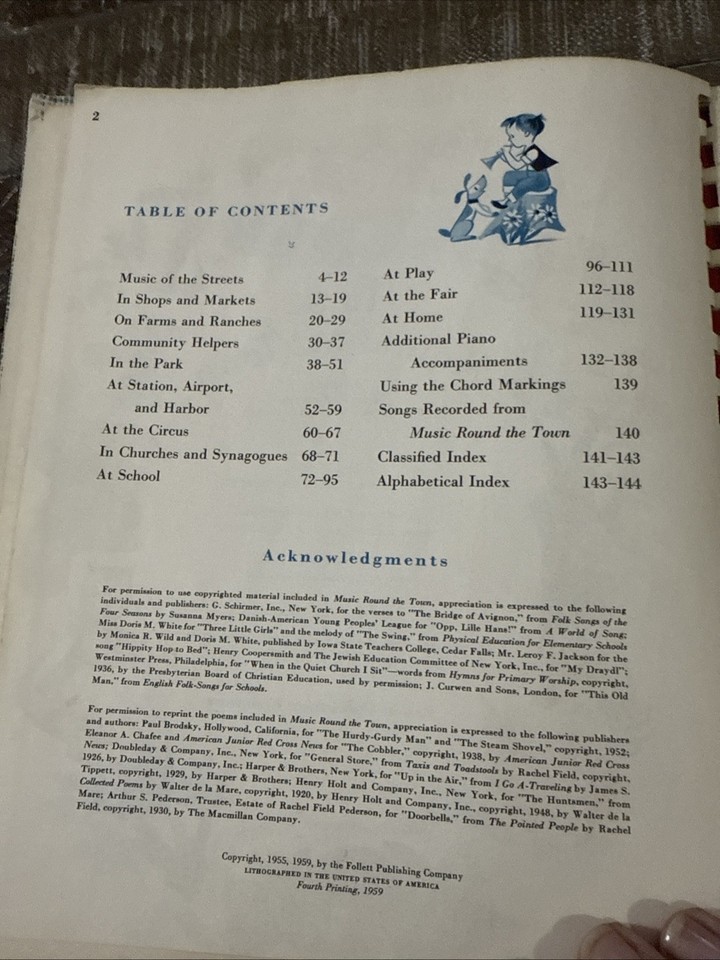 2
TABLE OF CONTENTS
Music of the Streets 4–12
In Shops and Markets 13–19
On Farms and Ranches 20–29
Community Helpers 30–37
In the Park 38–51
At Station, Airport,
and Harbor 52–59
At the Circus 60–67
In Churches and Synagogues 68–71
At School 72–95
At Play 96–111
At the Fair 112–118
At Home 119–131
Additional Piano
Accompaniments 132–138
Using the Chord Markings 139
Songs Recorded from
Music Round the Town 140
Classified Index 141–143
Alphabetical Index 143–144
Acknowledgments
For permission to use copyrighted material included in Music Round the Town, appreciation is expressed to the following
individuals and publishers: G. Schirmer, Inc., New York, for the verses to "The Bridge of Avignon," from Folk Songs of the
Four Seasons by Susanna Myers; Danish-American Young Peoples' League for "Opp, Lille Hans!" from A World of Song;
Miss Doris M. White for "Three Little Girls" and the melody of "The Swing," from Physical Education for Elementary Schools
by Monica R. Wild and Doris M. White, published by Iowa State Teachers College, Cedar Falls; Mr. Leroy F. Jackson for the
song "Hippity Hop to Bed"; Henry Coopersmith and The Jewish Education Committee of New York, Inc., for "My Draydl";
Westminster Press, Philadelphia, for "When in the Quiet Church I Sit"—words from Hymns for Primary Worship, copyright,
1936, by the Presbyterian Board of Christian Education, used by permission; J. Curwen and Sons, London, for "This Old
Man," from English Folk-Songs for Schools.
For permission to reprint the poems included in Music Round the Town, appreciation is expressed to the following publishers
and authors: Paul Brodsky, Hollywood, California, for "The Hurdy-Gurdy Man" and "The Steam Shovel," copyright, 1952;
Eleanor A. Chafee and American Junior Red Cross News for "The Cobbler," copyright, 1938, by American Junior Red Cross
News; Doubleday & Company, Inc., New York, for "General Store," from Taxis and Toadstools by Rachel Field, copyright,
1926, by Doubleday & Company, Inc.; Harper & Brothers, New York, for "Up in the Air," from I Go A-Traveling by James S.
Tippett, copyright, 1929, by Harper & Brothers; Henry Holt and Company, Inc., New York, for "The Huntsmen," from
Collected Poems by Walter de la Mare, copyright, 1920, by Henry Holt and Company, Inc., copyright, 1948, by Walter de la
Mare; Arthur S. Pederson, Trustee, Estate of Rachel Field Pederson, for "Doorbells," from The Pointed People by Rachel
Field, copyright, 1930, by The Macmillan Company.
Copyright, 1955, 1959, by the Follett Publishing Company
LITHOGRAPHED IN THE UNITED STATES OF AMERICA
Fourth Printing, 1959